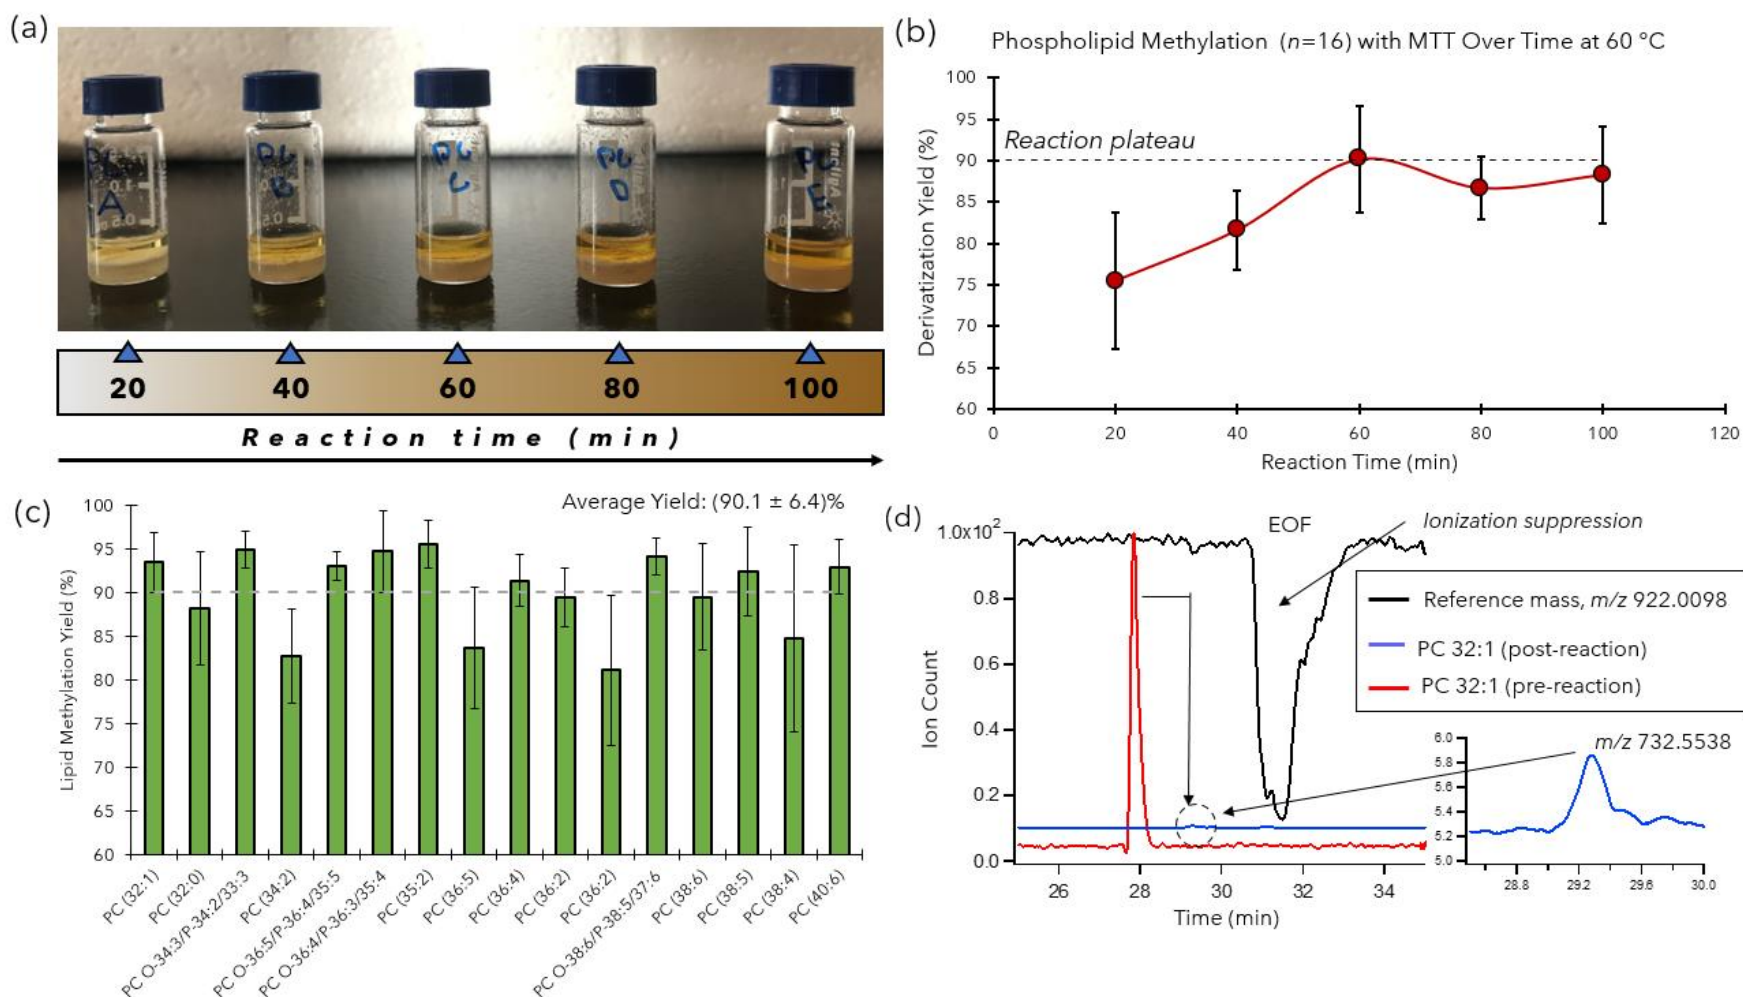 (a)
PC
A
PC
B
PC
C
PC
D
PC
E
20 40 60 80 100
Reaction time (min)
(b)
Phospholipid Methylation (n=16) with MTT Over Time at 60 °C
Derivatization Yield (%)
100
95
90
85
80
75
70
65
60
Reaction plateau
0 20 40 60 80 100 120
Reaction Time (min)
(c)
Average Yield: (90.1 ± 6.4)%
Lipid Methylation Yield (%)
100
95
90
85
80
75
70
65
60
PC (32:1)
PC (32:0)
PC O-34:3/P-34:2/33:3
PC (34:2)
PC O-36:5/P-36:4/35:5
PC O-36:4/P-36:3/35:4
PC (35:2)
PC (36:5)
PC (36:4)
PC (36:2)
PC (36:2)
PC O-38:6/P-38:5/37:6
PC (38:6)
PC (38:5)
PC (38:4)
PC (40:6)
(d)
EOF
Ionization suppression
Ion Count
1.0x10²
0.8
0.6
0.4
0.2
0.0
26 28 30 32 34
Time (min)
Reference mass, m/z 922.0098
PC 32:1 (post-reaction)
PC 32:1 (pre-reaction)
m/z 732.5538
6.0
5.8
5.6
5.4
5.2
5.0
28.8 29.2 29.6 30.0